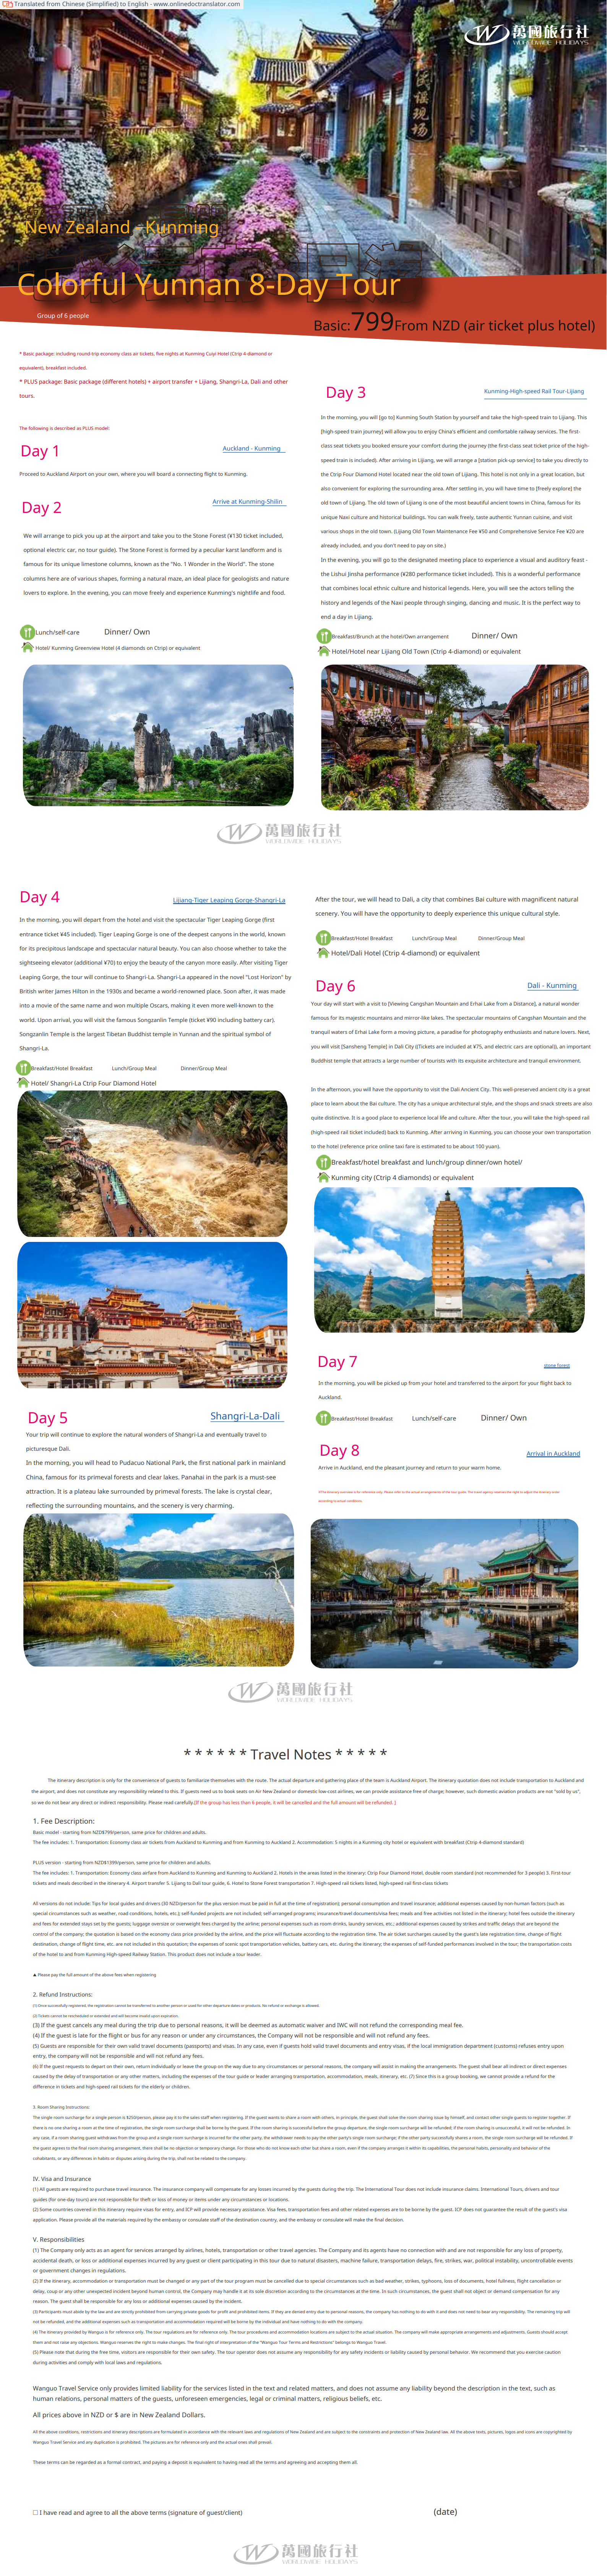 Translated from Chinese (Simplified) to English - www.onlinedoctranslator.com
萬國旅行社
WORLDWIDE HOLIDAYS
New Zealand - Kunming
Colorful Yunnan 8-Day Tour
Group of 6 people
Basic:799From NZD (air ticket plus hotel)
* Basic package: including round-trip economy class air tickets, five nights at Kunming Cuiyi Hotel (Ctrip 4-diamond or
equivalent), breakfast included.
* PLUS package: Basic package (different hotels) + airport transfer + Lijiang, Shangri-La, Dali and other
tours.
The following is described as PLUS model:
Day 1
Auckland - Kunming
Proceed to Auckland Airport on your own, where you will board a connecting flight to Kunming.
Day 2
Arrive at Kunming-Shilin
We will arrange to pick you up at the airport and take you to the Stone Forest (¥130 ticket included,
optional electric car, no tour guide). The Stone Forest is formed by a peculiar karst landform and is
famous for its unique limestone columns, known as the "No. 1 Wonder in the World". The stone
columns here are of various shapes, forming a natural maze, an ideal place for geologists and nature
lovers to explore. In the evening, you can move freely and experience Kunming's nightlife and food.
Lunch/self-care Dinner/ Own
Hotel/ Kunming Greenview Hotel (4 diamonds on Ctrip) or equivalent
Day 3
Kunming-High-speed Rail Tour-Lijiang
In the morning, you will [go to] Kunming South Station by yourself and take the high-speed train to Lijiang. This
[high-speed train journey] will allow you to enjoy China's efficient and comfortable railway services. The first-
class seat tickets you booked ensure your comfort during the journey (the first-class seat ticket price of the high-
speed train is included). After arriving in Lijiang, we will arrange a [station pick-up service] to take you directly to
the Ctrip Four Diamond Hotel located near the old town of Lijiang. This hotel is not only in a great location, but
also convenient for exploring the surrounding area. After settling in, you will have time to [freely explore] the
old town of Lijiang. The old town of Lijiang is one of the most beautiful ancient towns in China, famous for its
unique Naxi culture and historical buildings. You can walk freely, taste authentic Yunnan cuisine, and visit
various shops in the old town. (Lijiang Old Town Maintenance Fee ¥50 and Comprehensive Service Fee ¥20 are
already included, and you don't need to pay on site.)
In the evening, you will go to the designated meeting place to experience a visual and auditory feast -
the Lishui Jinsha performance (¥280 performance ticket included). This is a wonderful performance
that combines local ethnic culture and historical legends. Here, you will see the actors telling the
history and legends of the Naxi people through singing, dancing and music. It is the perfect way to
end a day in Lijiang.
Breakfast/Brunch at the hotel/Own arrangement Dinner/ Own
Hotel/Hotel near Lijiang Old Town (Ctrip 4-diamond) or equivalent
萬國旅行社
WORLDWIDE HOLIDAYS
Day 4
Lijiang-Tiger Leaping Gorge-Shangri-La
In the morning, you will depart from the hotel and visit the spectacular Tiger Leaping Gorge (first
entrance ticket ¥45 included). Tiger Leaping Gorge is one of the deepest canyons in the world, known
for its precipitous landscape and spectacular natural beauty. You can also choose whether to take the
sightseeing elevator (additional ¥70) to enjoy the beauty of the canyon more easily. After visiting Tiger
Leaping Gorge, the tour will continue to Shangri-La. Shangri-La appeared in the novel "Lost Horizon" by
British writer James Hilton in the 1930s and became a world-renowned place. Soon after, it was made
into a movie of the same name and won multiple Oscars, making it even more well-known to the
world. Upon arrival, you will visit the famous Songzanlin Temple (ticket ¥90 including battery car).
Songzanlin Temple is the largest Tibetan Buddhist temple in Yunnan and the spiritual symbol of
Shangri-La.
Breakfast/Hotel Breakfast Lunch/Group Meal Dinner/Group Meal
Hotel/ Shangri-La Ctrip Four Diamond Hotel
Day 5
Shangri-La-Dali
Your trip will continue to explore the natural wonders of Shangri-La and eventually travel to
picturesque Dali.
In the morning, you will head to Pudacuo National Park, the first national park in mainland
China, famous for its primeval forests and clear lakes. Panahai in the park is a must-see
attraction. It is a plateau lake surrounded by primeval forests. The lake is crystal clear,
reflecting the surrounding mountains, and the scenery is very charming.
After the tour, we will head to Dali, a city that combines Bai culture with magnificent natural
scenery. You will have the opportunity to deeply experience this unique cultural style.
Breakfast/Hotel Breakfast Lunch/Group Meal Dinner/Group Meal
Hotel/Dali Hotel (Ctrip 4-diamond) or equivalent
Day 6
Dali - Kunming
Your day will start with a visit to [Viewing Cangshan Mountain and Erhai Lake from a Distance], a natural wonder
famous for its majestic mountains and mirror-like lakes. The spectacular mountains of Cangshan Mountain and the
tranquil waters of Erhai Lake form a moving picture, a paradise for photography enthusiasts and nature lovers. Next,
you will visit [Sansheng Temple] in Dali City ((Tickets are included at ¥75, and electric cars are optional)), an important
Buddhist temple that attracts a large number of tourists with its exquisite architecture and tranquil environment.
In the afternoon, you will have the opportunity to visit the Dali Ancient City. This well-preserved ancient city is a great
place to learn about the Bai culture. The city has a unique architectural style, and the shops and snack streets are also
quite distinctive. It is a good place to experience local life and culture. After the tour, you will take the high-speed rail
(high-speed rail ticket included) back to Kunming. After arriving in Kunming, you can choose your own transportation
to the hotel (reference price online taxi fare is estimated to be about 100 yuan).
Breakfast/hotel breakfast and lunch/group dinner/own hotel/
Kunming city (Ctrip 4 diamonds) or equivalent
Day 7
stone forest
In the morning, you will be picked up from your hotel and transferred to the airport for your flight back to
Auckland.
Breakfast/Hotel Breakfast Lunch/self-care Dinner/ Own
Day 8
Arrival in Auckland
Arrive in Auckland, end the pleasant journey and return to your warm home.
萬國旅行社
WORLDWIDE HOLIDAYS
* * * * * * Travel Notes * * * * *
The itinerary description is only for the convenience of guests to familiarize themselves with the route. The actual departure and gathering place of the team is Auckland Airport. The itinerary quotation does not include transportation to Auckland and
the airport, and does not constitute any responsibility related to this. If guests need us to book seats on Air New Zealand or domestic low-cost airlines, we can provide assistance free of charge; however, such domestic aviation products are not "sold by us",
so we do not bear any direct or indirect responsibility. Please read carefully.[If the group has less than 6 people, it will be cancelled and the full amount will be refunded. ]
1. Fee Description:
Basic model - starting from NZD$799/person, same price for children and adults.
The fee includes: 1. Transportation: Economy class air tickets from Auckland to Kunming and from Kunming to Auckland 2. Accommodation: 5 nights in a Kunming city hotel or equivalent with breakfast (Ctrip 4-diamond standard)
PLUS version - starting from NZD$1399/person, same price for children and adults.
The fee includes: 1. Transportation: Economy class airfare from Auckland to Kunming and Kunming to Auckland 2. Hotels in the areas listed in the itinerary: Ctrip Four Diamond Hotel, double room standard (not recommended for 3 people) 3. First-tour
tickets and meals described in the itinerary 4. Airport transfer 5. Lijiang to Dali tour guide. 6. Hotel to Stone Forest transportation 7. High-speed rail tickets listed, high-speed rail first-class tickets
All versions do not include: Tips for local guides and drivers (30 NZD/person for the plus version must be paid in full at the time of registration); personal consumption and travel insurance; additional expenses caused by non-human factors (such as
special circumstances such as weather, road conditions, hotels, etc.); self-funded projects are not included; self-arranged programs; insurance/travel documents/visa fees; meals and free activities not listed in the itinerary; hotel fees outside the itinerary
and fees for extended stays set by the guests; luggage oversize or overweight fees charged by the airline; personal expenses such as room drinks, laundry services, etc.; additional expenses caused by strikes and traffic delays that are beyond the
control of the company; the quotation is based on the economy class price provided by the airline, and the price will fluctuate according to the registration time. The air ticket surcharges caused by the guest's late registration time, change of flight
destination, change of flight time, etc. are not included in this quotation; the expenses of scenic spot transportation vehicles, battery cars, etc. during the itinerary; the expenses of self-funded performances involved in the tour; the transportation costs
of the hotel to and from Kunming High-speed Railway Station. This product does not include a tour leader.
▲ Please pay the full amount of the above fees when registering
2. Refund Instructions:
(1) Once successfully registered, the registration cannot be transferred to another person or used for other departure dates or products. No refund or exchange is allowed.
(2) Tickets cannot be rescheduled or extended and will become invalid upon expiration.
(3) If the guest cancels any meal during the trip due to personal reasons, it will be deemed as automatic waiver and IWC will not refund the corresponding meal fee.
(4) If the guest is late for the flight or bus for any reason or under any circumstances, the Company will not be responsible and will not refund any fees.
(5) Guests are responsible for their own valid travel documents (passports) and visas. In any case, even if guests hold valid travel documents and entry visas, if the local immigration department (customs) refuses entry upon
entry, the company will not be responsible and will not refund any fees.
(6) If the guest requests to depart on their own, return individually or leave the group on the way due to any circumstances or personal reasons, the company will assist in making the arrangements. The guest shall bear all indirect or direct expenses
caused by the delay of transportation or any other matters, including the expenses of the tour guide or leader arranging transportation, accommodation, meals, itinerary, etc. (7) Since this is a group booking, we cannot provide a refund for the
difference in tickets and high-speed rail tickets for the elderly or children.
3. Room Sharing Instructions:
The single room surcharge for a single person is $250/person, please pay it to the sales staff when registering. If the guest wants to share a room with others, in principle, the guest shall solve the room sharing issue by himself, and contact other single guests to register together. If
there is no one sharing a room at the time of registration, the single room surcharge shall be borne by the guest. If the room sharing is successful before the group departure, the single room surcharge will be refunded; if the room sharing is unsuccessful, it will not be refunded. In
any case, if a room sharing guest withdraws from the group and a single room surcharge is incurred for the other party, the withdrawer needs to pay the other party's single room surcharge; if the other party successfully shares a room, the single room surcharge will be refunded. If
the guest agrees to the final room sharing arrangement, there shall be no objection or temporary change. For those who do not know each other but share a room, even if the company arranges it within its capabilities, the personal habits, personality and behavior of the
cohabitants, or any differences in habits or disputes arising during the trip, shall not be related to the company.
IV. Visa and Insurance
(1) All guests are required to purchase travel insurance. The insurance company will compensate for any losses incurred by the guests during the trip. The International Tour does not include insurance claims. International Tours, drivers and tour
guides (for one-day tours) are not responsible for theft or loss of money or items under any circumstances or locations.
(2) Some countries covered in this itinerary require visas for entry, and ICP will provide necessary assistance. Visa fees, transportation fees and other related expenses are to be borne by the guest. ICP does not guarantee the result of the guest's visa
application. Please provide all the materials required by the embassy or consulate staff of the destination country, and the embassy or consulate will make the final decision.
V. Responsibilities
(1) The Company only acts as an agent for services arranged by airlines, hotels, transportation or other travel agencies. The Company and its agents have no connection with and are not responsible for any loss of property,
accidental death, or loss or additional expenses incurred by any guest or client participating in this tour due to natural disasters, machine failure, transportation delays, fire, strikes, war, political instability, uncontrollable events
or government changes in regulations.
(2) If the itinerary, accommodation or transportation must be changed or any part of the tour program must be cancelled due to special circumstances such as bad weather, strikes, typhoons, loss of documents, hotel fullness, flight cancellation or
delay, coup or any other unexpected incident beyond human control, the Company may handle it at its sole discretion according to the circumstances at the time. In such circumstances, the guest shall not object or demand compensation for any
reason. The guest shall be responsible for any loss or additional expenses caused by the incident.
(3) Participants must abide by the law and are strictly prohibited from carrying private goods for profit and prohibited items. If they are denied entry due to personal reasons, the company has nothing to do with it and does not need to bear any responsibility. The remaining trip will
not be refunded, and the additional expenses such as transportation and accommodation required will be borne by the individual and have nothing to do with the company.
(4) The itinerary provided by Wanguo is for reference only. The tour regulations are for reference only. The tour procedures and accommodation locations are subject to the actual situation. The company will make appropriate arrangements and adjustments. Guests should accept
them and not raise any objections. Wanguo reserves the right to make changes. The final right of interpretation of the "Wanguo Tour Terms and Restrictions" belongs to Wanguo Travel.
(5) Please note that during the free time, visitors are responsible for their own safety. The tour operator does not assume any responsibility for any safety incidents or liability caused by personal behavior. We recommend that you exercise caution
during activities and comply with local laws and regulations.
Wanguo Travel Service only provides limited liability for the services listed in the text and related matters, and does not assume any liability beyond the description in the text, such as
human relations, personal matters of the guests, unforeseen emergencies, legal or criminal matters, religious beliefs, etc.
All prices above in NZD or $ are in New Zealand Dollars.
All the above conditions, restrictions and itinerary descriptions are formulated in accordance with the relevant laws and regulations of New Zealand and are subject to the constraints and protection of New Zealand law. All the above texts, pictures, logos and icons are copyrighted by
Wanguo Travel Service and any duplication is prohibited. The pictures are for reference only and the actual ones shall prevail.
These terms can be regarded as a formal contract, and paying a deposit is equivalent to having read all the terms and agreeing and accepting them all.
☐ I have read and agree to all the above terms (signature of guest/client) (date)
萬國旅行社
WORLDWIDE HOLIDAYS